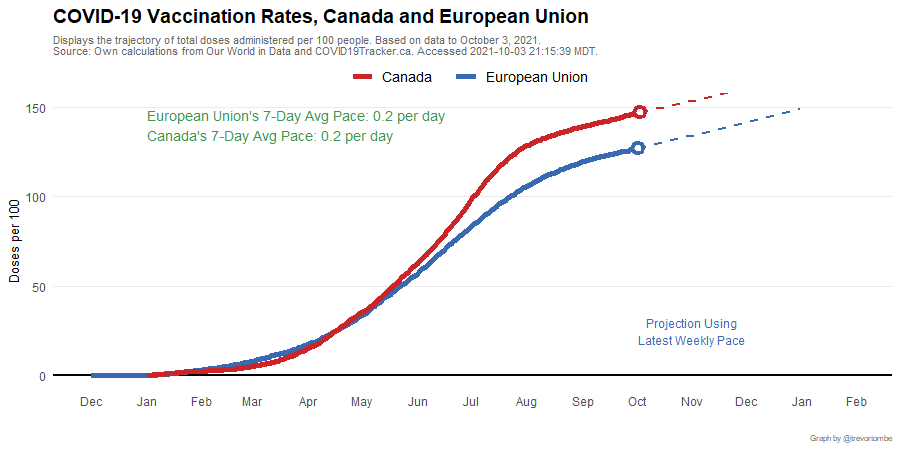 COVID-19 Vaccination Rates, Canada and European Union
Displays the trajectory of total doses administered per 100 people. Based on data to October 3, 2021.
Source: Own calculations from Our World in Data and COVID19Tracker.ca. Accessed 2021-10-03 21:15:39 MDT.
Canada European Union
European Union's 7-Day Avg Pace: 0.2 per day
Canada's 7-Day Avg Pace: 0.2 per day
150
100
50
0
Doses per 100
Projection Using
Latest Weekly Pace
Dec Jan Feb Mar Apr May Jun Jul Aug Sep Oct Nov Dec Jan Feb
Graph by @trevortombe